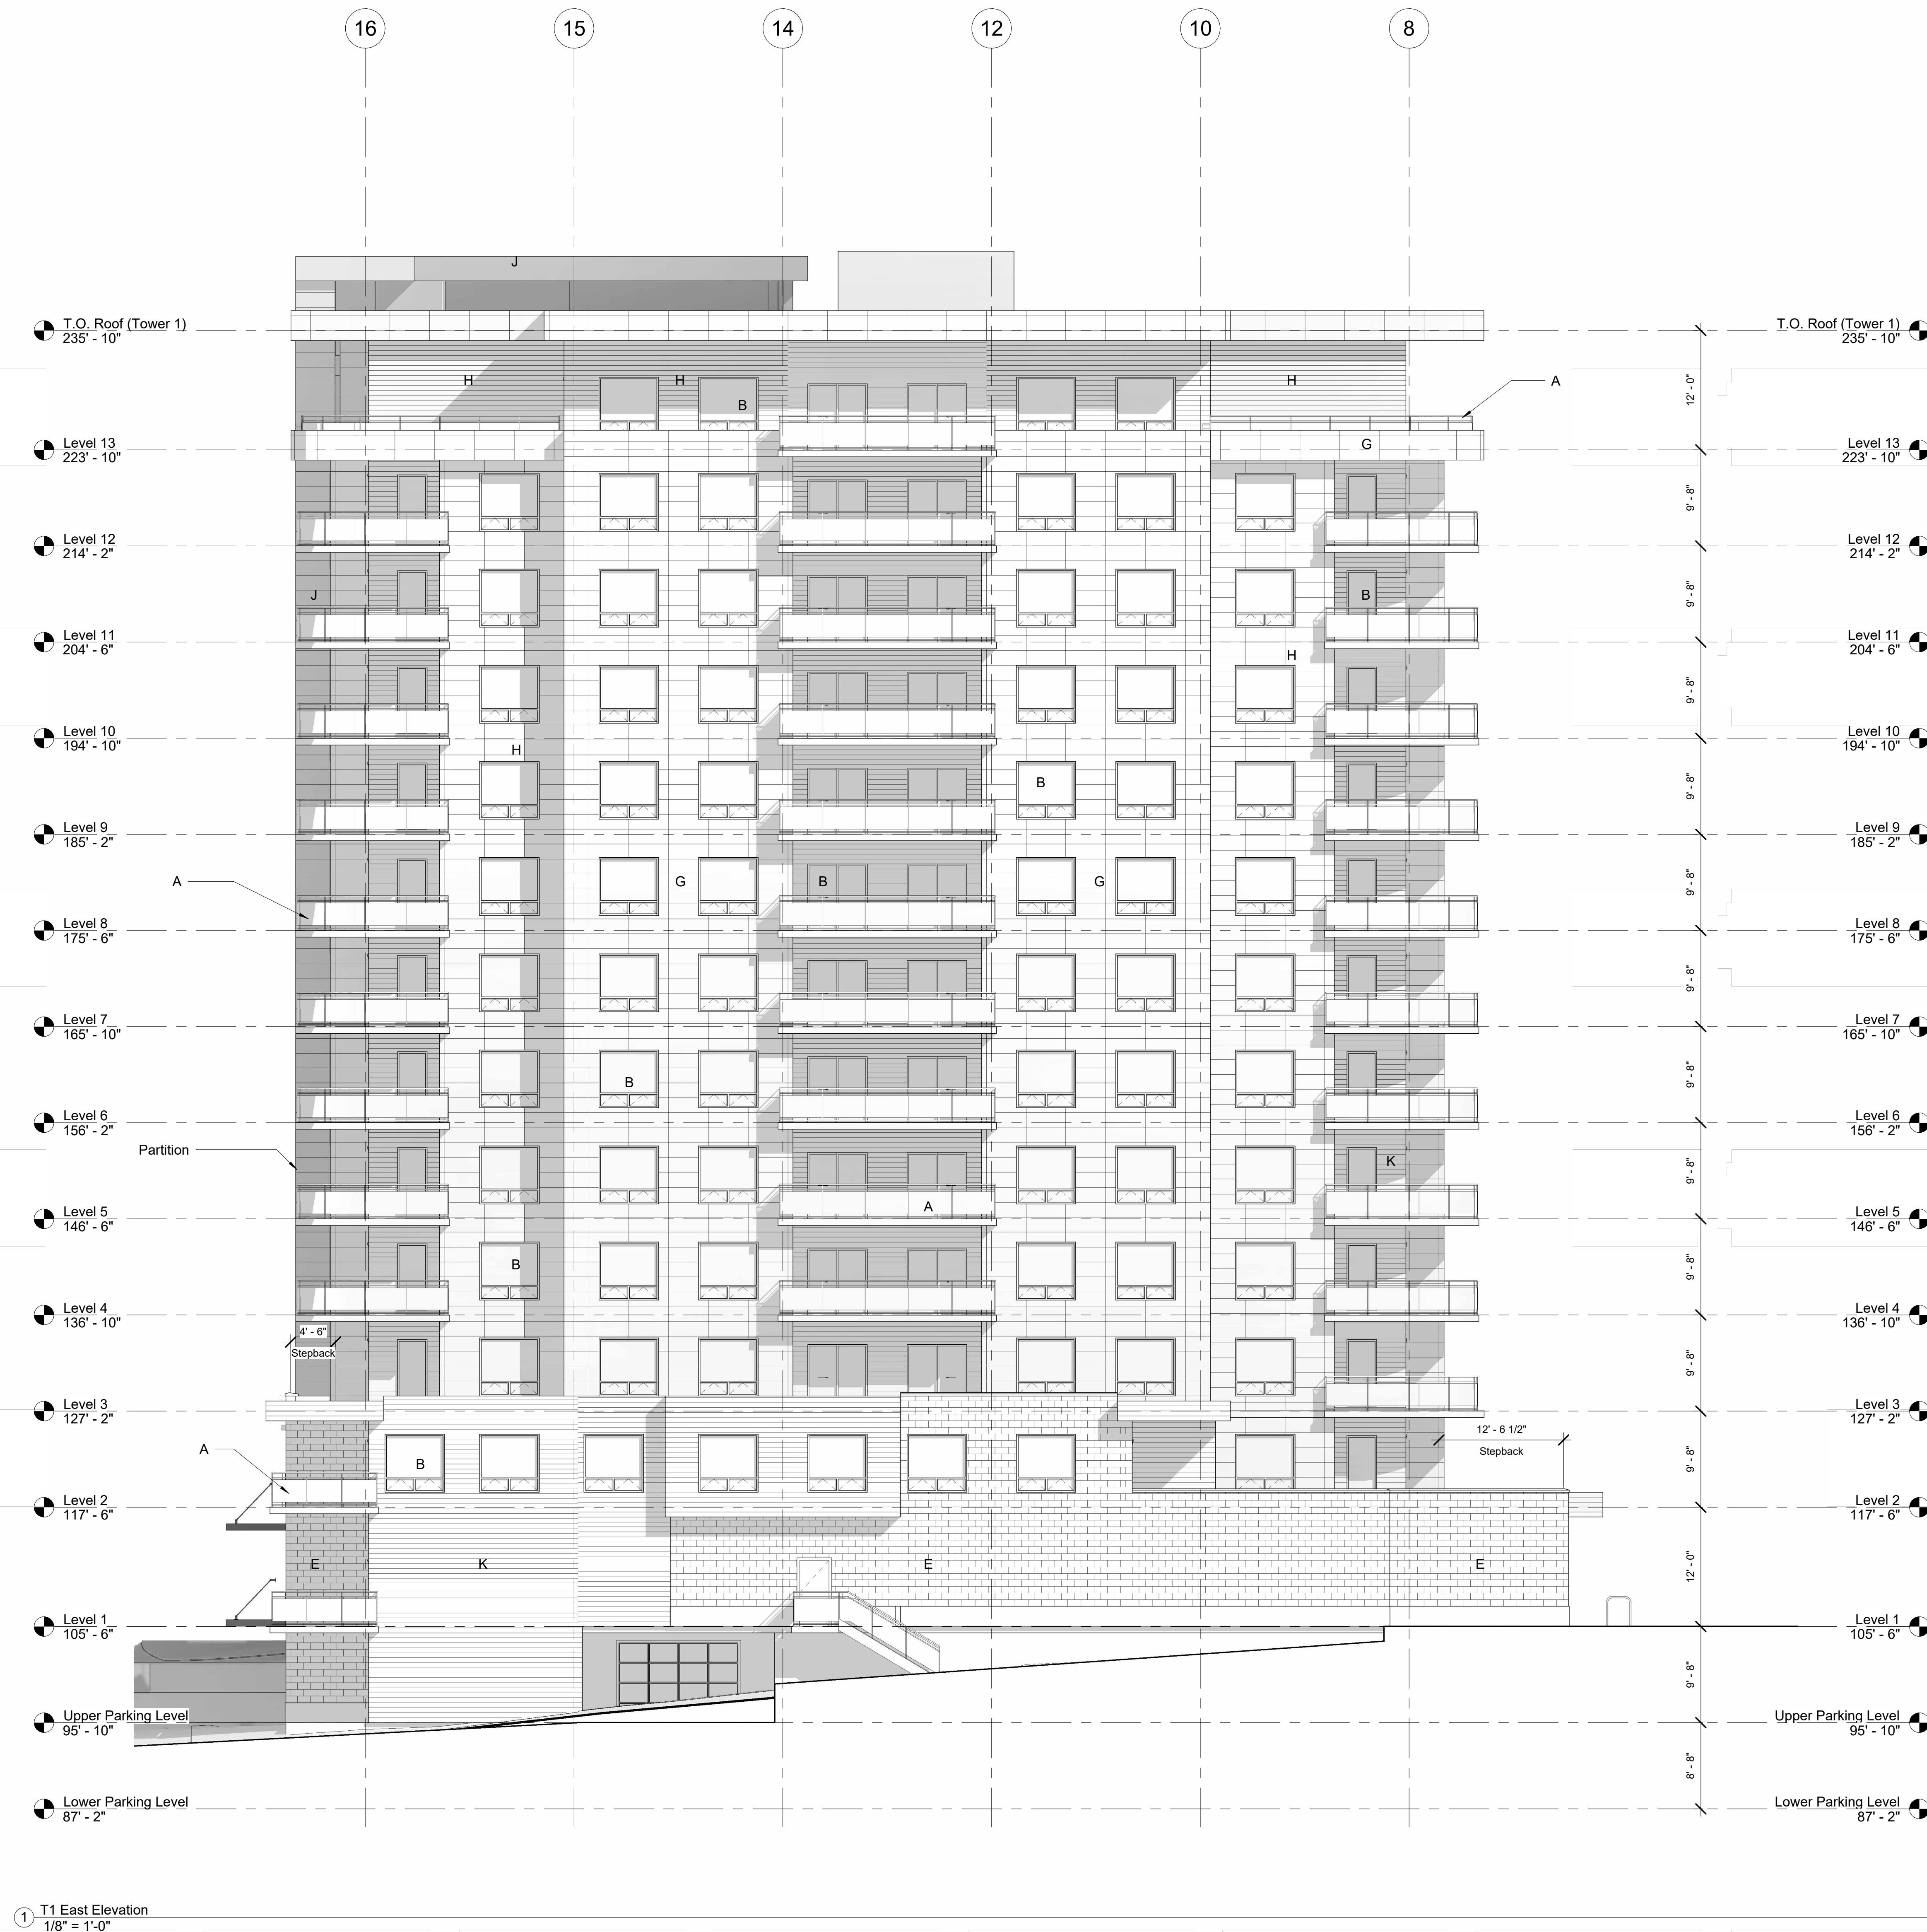 16 15 14 12 10 8
J
T.O. Roof (Tower 1)
235' - 10"
T.O. Roof (Tower 1)
235' - 10"
H H H A
12' - 0"
B
Level 13
223' - 10"
G
Level 13
223' - 10"
9' - 8"
Level 12
214' - 2"
Level 12
214' - 2"
J B
9' - 8"
Level 11
204' - 6"
Level 11
204' - 6"
H
9' - 8"
Level 10
194' - 10"
Level 10
194' - 10"
H
B
9' - 8"
Level 9
185' - 2"
Level 9
185' - 2"
A G B G
9' - 8"
Level 8
175' - 6"
Level 8
175' - 6"
9' - 8"
Level 7
165' - 10"
Level 7
165' - 10"
B
9' - 8"
Level 6
156' - 2"
Level 6
156' - 2"
Partition
K
9' - 8"
A
Level 5
146' - 6"
Level 5
146' - 6"
B
9' - 8"
Level 4
136' - 10"
Level 4
136' - 10"
4' - 6"
Stepback
9' - 8"
Level 3
127' - 2"
Level 3
127' - 2"
12' - 6 1/2"
Stepback
A
B
9' - 8"
Level 2
117' - 6"
Level 2
117' - 6"
E K E E
12' - 0"
Level 1
105' - 6"
Level 1
105' - 6"
9' - 8"
Upper Parking Level
95' - 10"
Upper Parking Level
95' - 10"
8' - 8"
Lower Parking Level
87' - 2"
Lower Parking Level
87' - 2"
1
T1 East Elevation
1/8" = 1'-0"